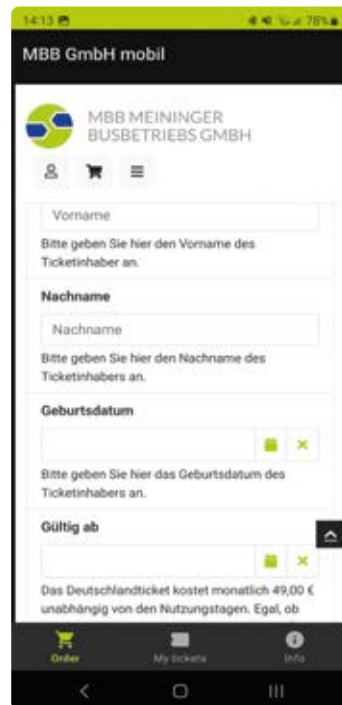 14:13
78%
MBB GmbH mobil
MBB MEININGER
BUSBETRIEBS GMBH
Vorname
Bitte geben Sie hier den Vorname des
Ticketinhaber an.
Nachname
Nachname
Bitte geben Sie hier den Nachname des
Ticketinhabers an.
Geburtsdatum
Bitte geben Sie hier das Geburtsdatum des
Ticketinhabers an.
Gültig ab
Das Deutschlandticket kostet monatlich 49,00 €
unabhängig von den Nutzungstagen. Egal, ob
Order
My tickets
Info